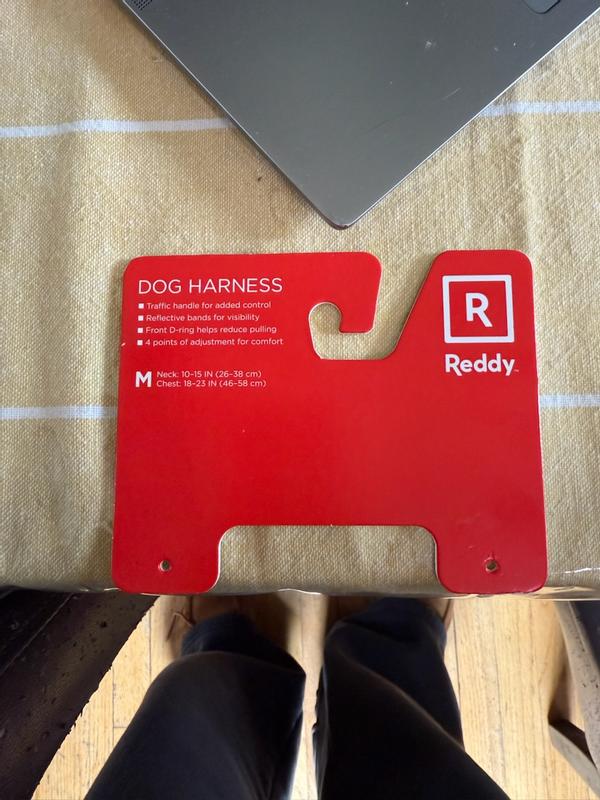 DOG HARNESS
■ Traffic handle for added control
■ Reflective bands for visibility
■ Front D-ring helps reduce pulling
■ 4 points of adjustment for comfort
M Neck: 10-15 IN (26-38 cm)
Chest: 18-23 IN (46-58 cm)
R
Reddy™